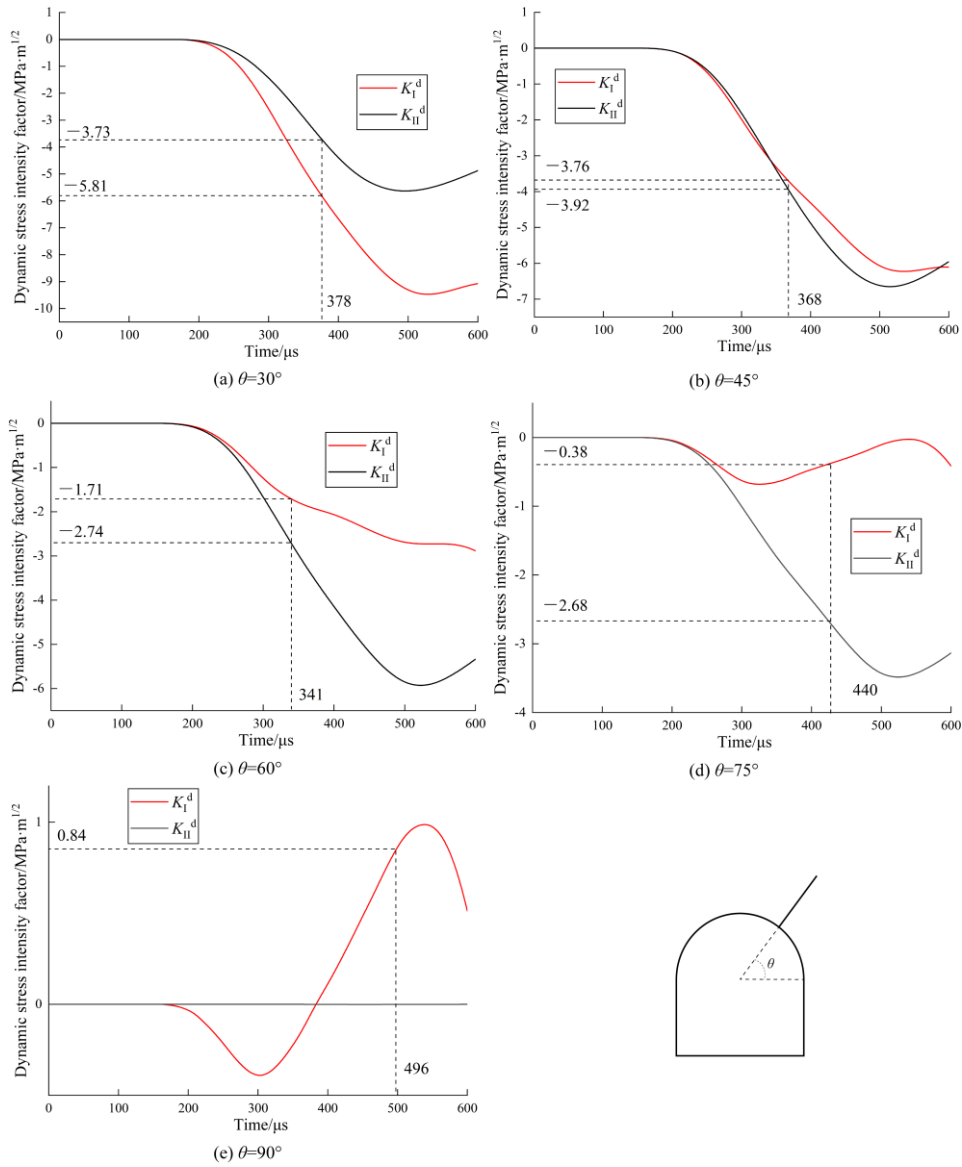 Dynamic stress intensity factor/MPa·m^1/2
1
0
-1
-2
-3
-4
-5
-6
-7
-8
-9
-10
K_I^d
K_II^d
—3.73
—5.81
378
0 100 200 300 400 500 600
Time/μs
(a) θ=30°
Dynamic stress intensity factor/MPa·m^1/2
1
0
-1
-2
-3
-4
-5
-6
-7
K_I^d
K_II^d
—3.76
—3.92
368
0 100 200 300 400 500 600
Time/μs
(b) θ=45°
Dynamic stress intensity factor/MPa·m^1/2
0
-1
-2
-3
-4
-5
-6
K_I^d
K_II^d
—1.71
—2.74
341
0 100 200 300 400 500 600
Time/μs
(c) θ=60°
Dynamic stress intensity factor/MPa·m^1/2
0
-1
-2
-3
-4
—0.38
K_I^d
K_II^d
—2.68
440
0 100 200 300 400 500 600
Time/μs
(d) θ=75°
Dynamic stress intensity factor/MPa·m^1/2
1
0
K_I^d
K_II^d
0.84
496
0 100 200 300 400 500 600
Time/μs
(e) θ=90°
θ